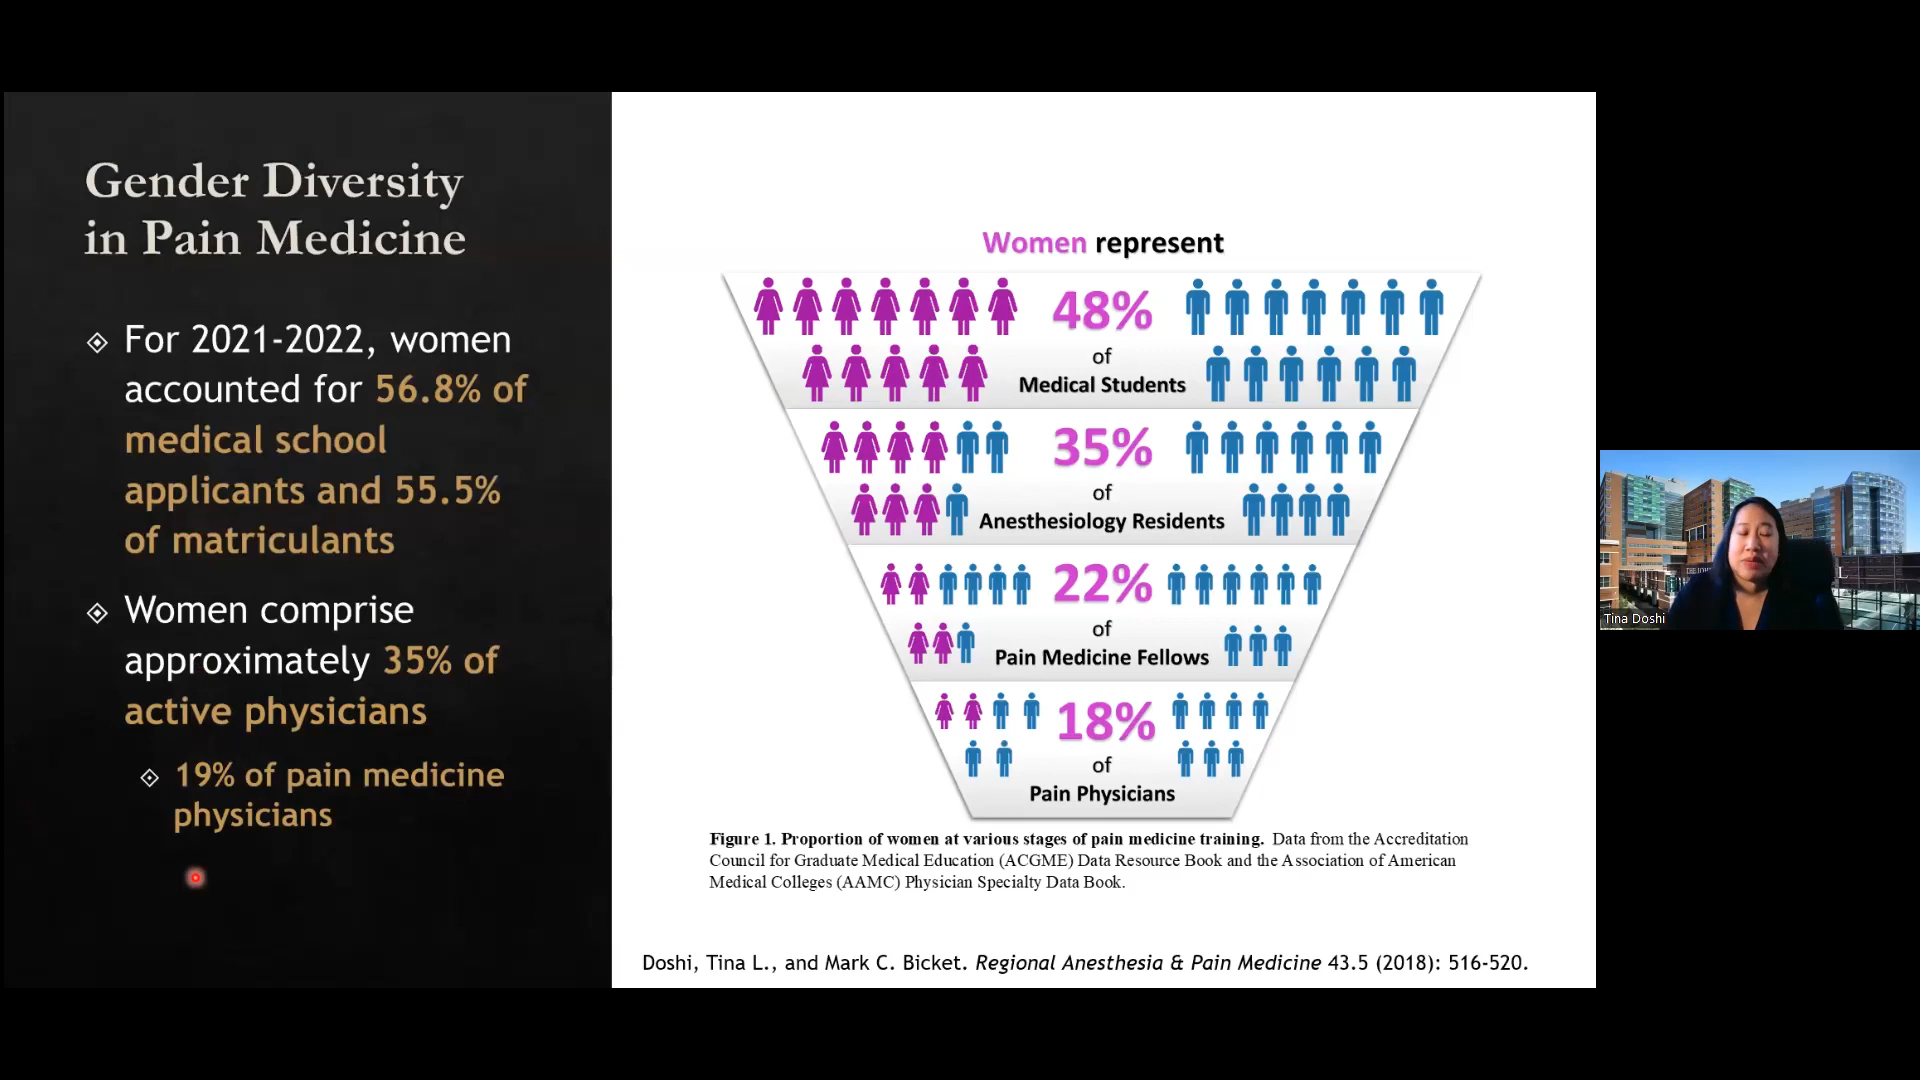 Gender Diversity
in Pain Medicine
For 2021-2022, women
accounted for 56.8% of
medical school
applicants and 55.5%
of matriculants
Women comprise
approximately 35% of
active physicians
19% of pain medicine
physicians
Women represent
48%
of
Medical Students
35%
of
Anesthesiology Residents
22%
of
Pain Medicine Fellows
18%
of
Pain Physicians
Figure 1. Proportion of women at various stages of pain medicine training. Data from the Accreditation
Council for Graduate Medical Education (ACGME) Data Resource Book and the Association of American
Medical Colleges (AAMC) Physician Specialty Data Book.
Doshi, Tina L., and Mark C. Bicket. Regional Anesthesia & Pain Medicine 43.5 (2018): 516-520.
Tina Doshi